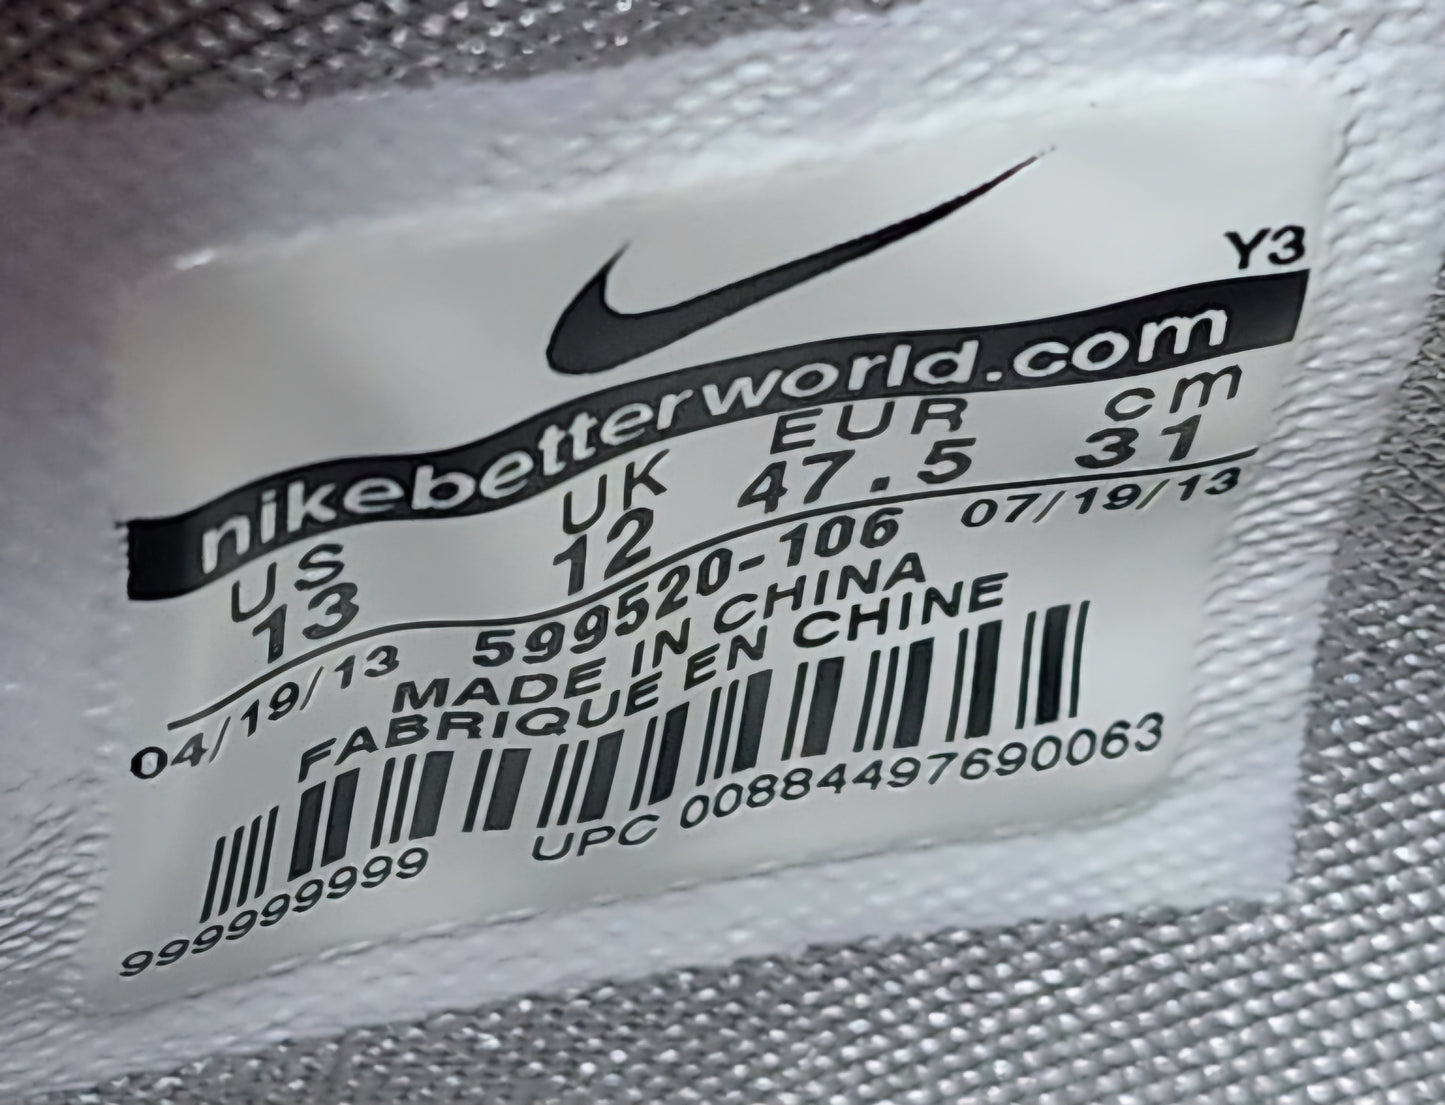 Y3
nikebetterworld.com
US UK EUR cm
13 12 47.5 31
04/19/13 599520-106 07/19/13
MADE IN CHINA
FABRIQUE EN CHINE
999999999 UPC 00884497690063